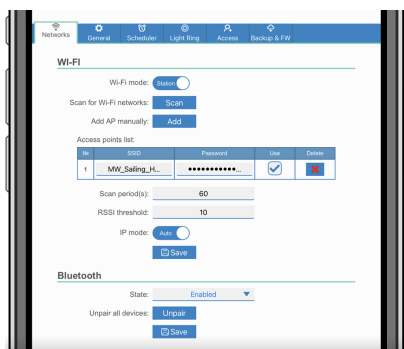 Networks General Scheduler Light Ring Access Backup & FW
WI-FI
Wi-Fi mode: Station
Scan for Wi-Fi networks: Scan
Add AP manually: Add
Access points list:
№ SSID Password Use Delete
1 MW_Sailing_H... ●●●●●●●●●●●...
Scan period(s): 60
RSSI threshold: 10
IP mode: Auto
Save
Bluetooth
State: Enabled
Unpair all devices: Unpair
Save